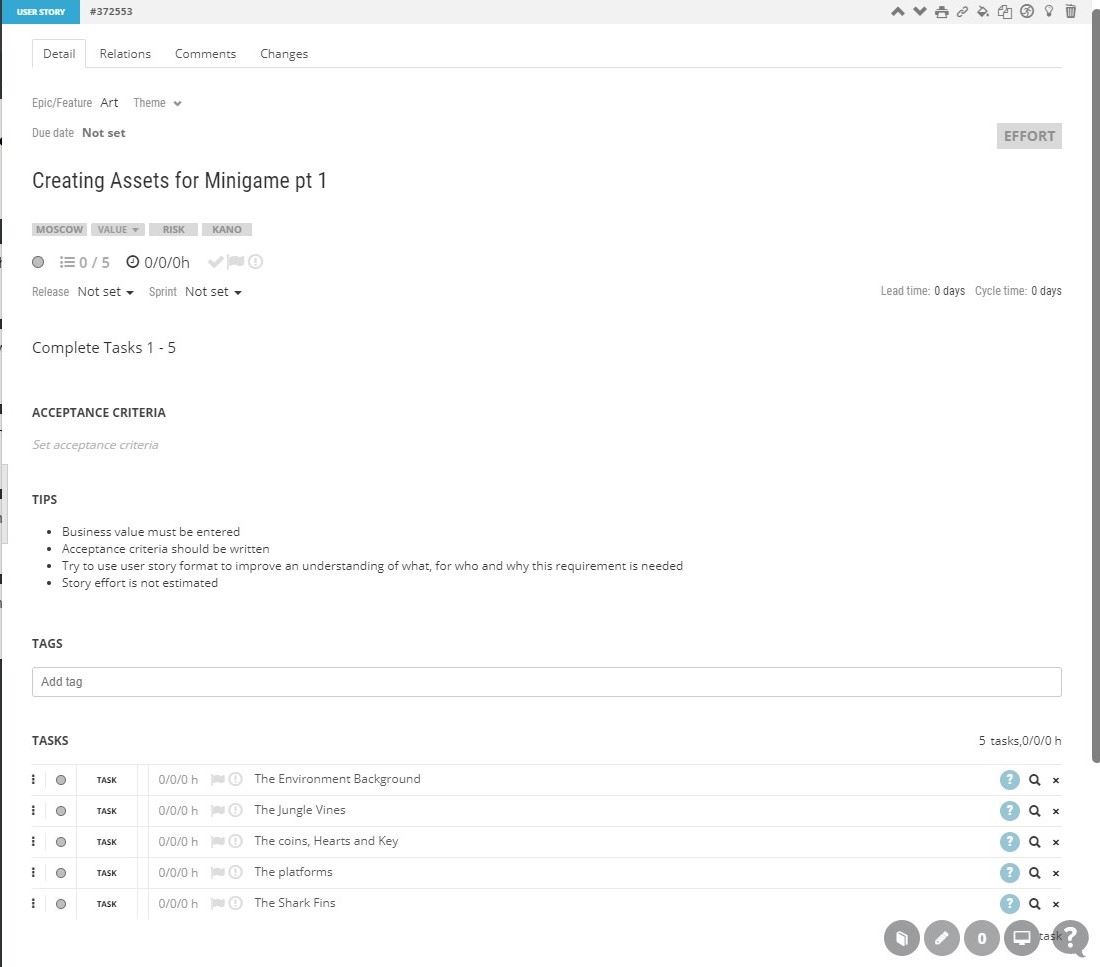 USER STORY #372553
Detail Relations Comments Changes
Epic/Feature Art Theme
Due date Not set
EFFORT
Creating Assets for Minigame pt 1
MOSCOW VALUE RISK KANO
0 / 5 0/0/0h
Release Not set Sprint Not set Lead time: 0 days Cycle time: 0 days
Complete Tasks 1 - 5
ACCEPTANCE CRITERIA
Set acceptance criteria
TIPS
• Business value must be entered
• Acceptance criteria should be written
• Try to use user story format to improve an understanding of what, for who and why this requirement is needed
• Story effort is not estimated
TAGS
Add tag
TASKS 5 tasks,0/0/0 h
TASK 0/0/0 h The Environment Background ?
TASK 0/0/0 h The Jungle Vines ?
TASK 0/0/0 h The coins, Hearts and Key ?
TASK 0/0/0 h The platforms ?
TASK 0/0/0 h The Shark Fins ?
0 task ?